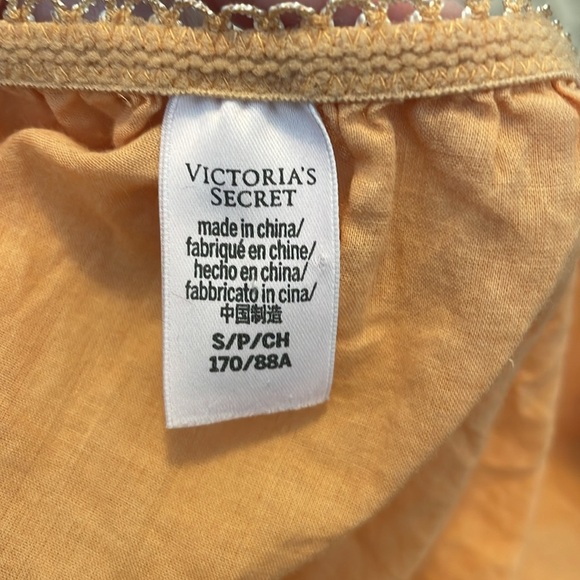 VICTORIA'S
SECRET
made in china/
fabriqué en chine/
hecho en china/
fabbricato in cina/
中国制造
S/P/CH
170/88A